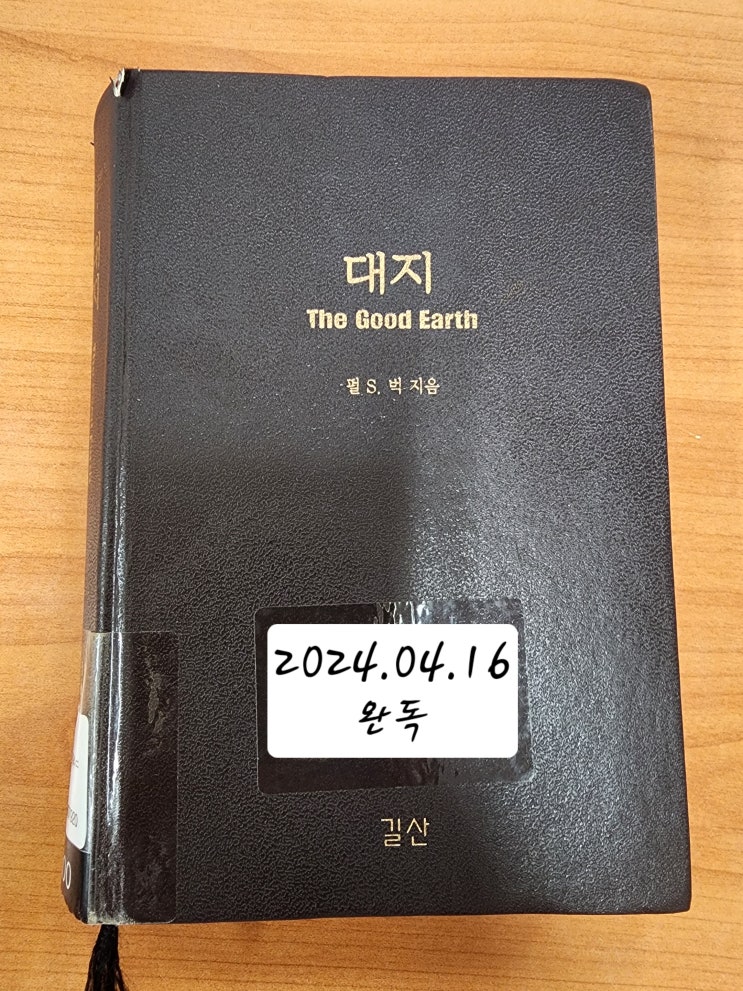 대지
The Good Earth
펄 S. 벅 지음
2024.04.16
완독
길산